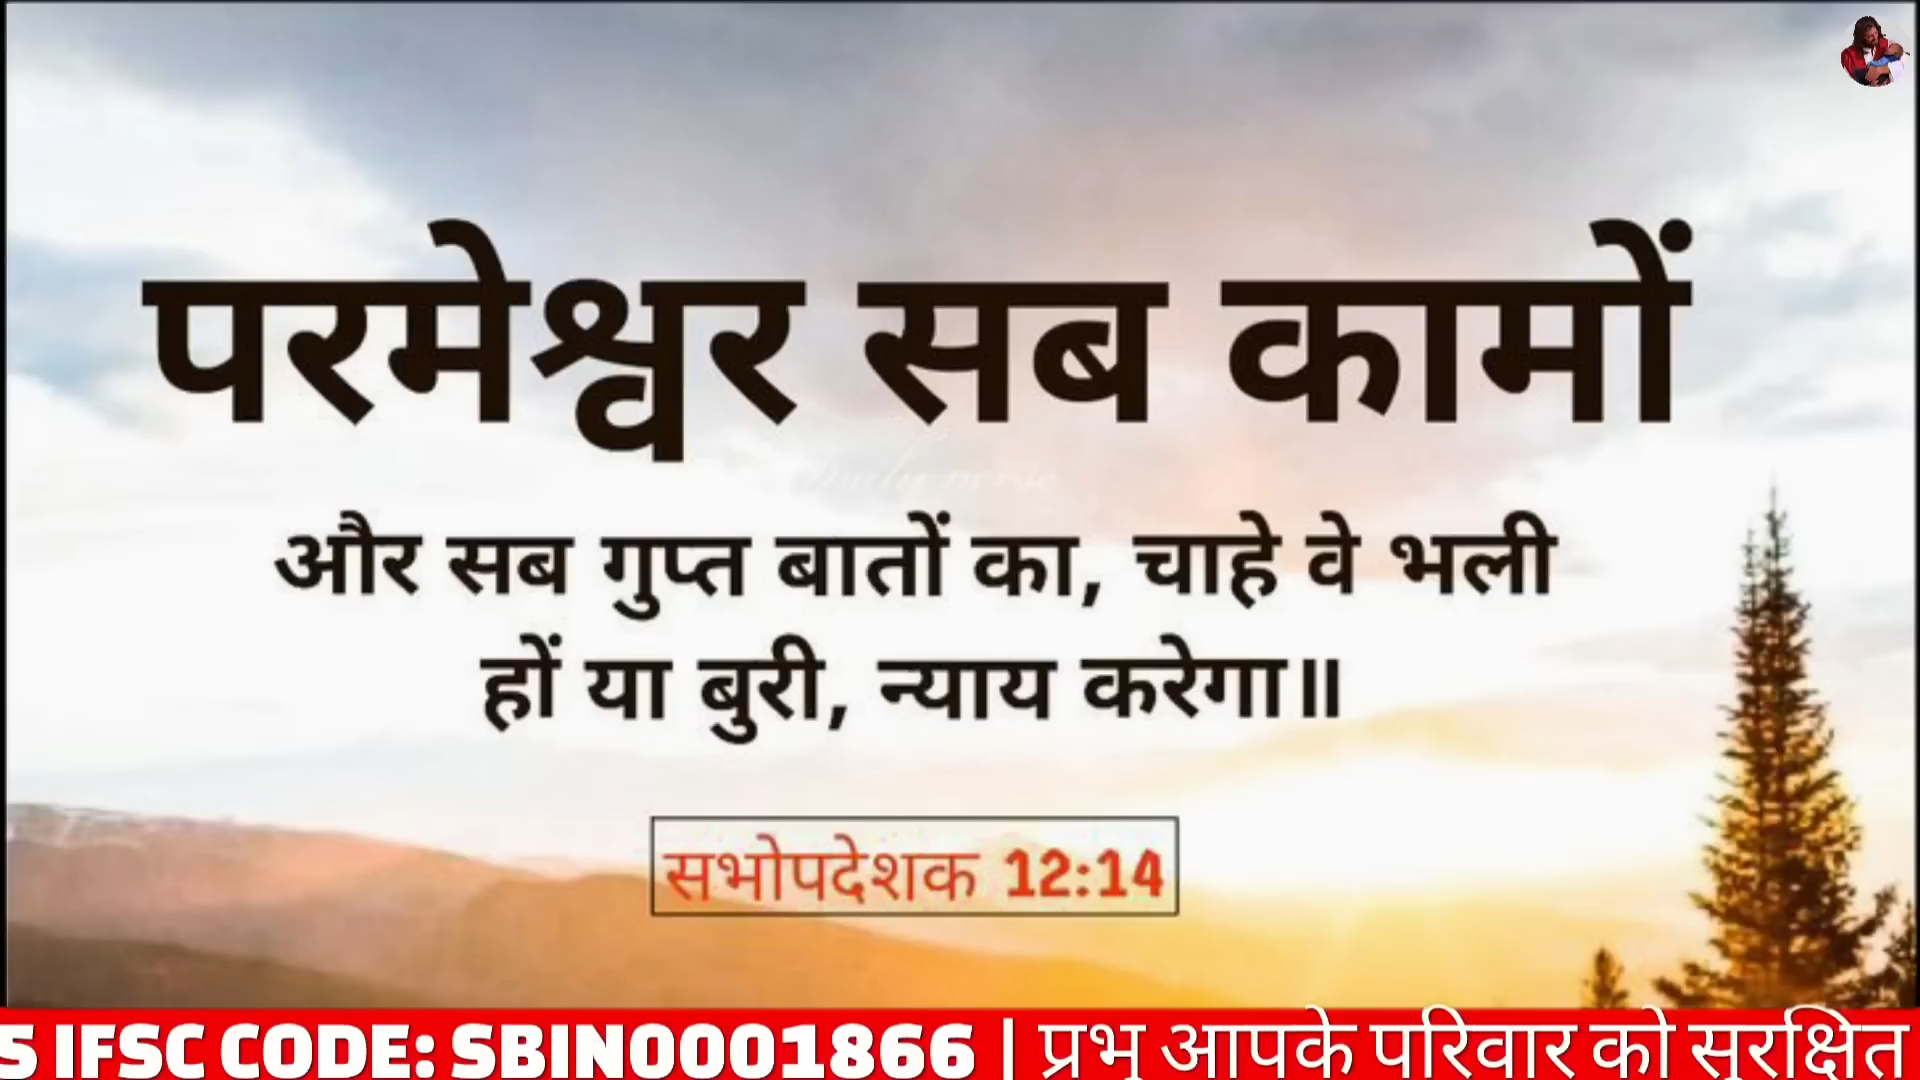 परमेश्वर सब कामों
और सब गुप्त बातों का, चाहे वे भली
हों या बुरी, न्याय करेगा॥
सभोपदेशक 12:14
S IFSC CODE: SBIN0001866 | प्रभु आपके परिवार को सुरक्षित